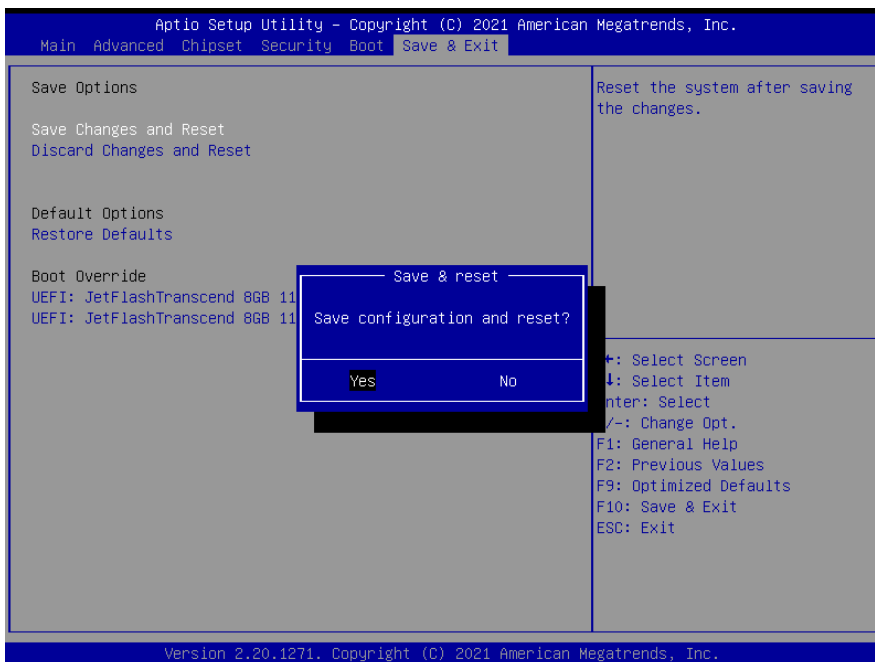 Aptio Setup Utility – Copyright (C) 2021 American Megatrends, Inc.
Main Advanced Chipset Security Boot Save & Exit
Save Options
Save Changes and Reset
Discard Changes and Reset
Default Options
Restore Defaults
Boot Override
UEFI: JetFlashTranscend 8GB 11
UEFI: JetFlashTranscend 8GB 11
Save & reset
Save configuration and reset?
Yes No
Reset the system after saving
the changes.
: Select Screen
: Select Item
nter: Select
/-: Change Opt.
F1: General Help
F2: Previous Values
F9: Optimized Defaults
F10: Save & Exit
ESC: Exit
Version 2.20.1271. Copyright (C) 2021 American Megatrends, Inc.